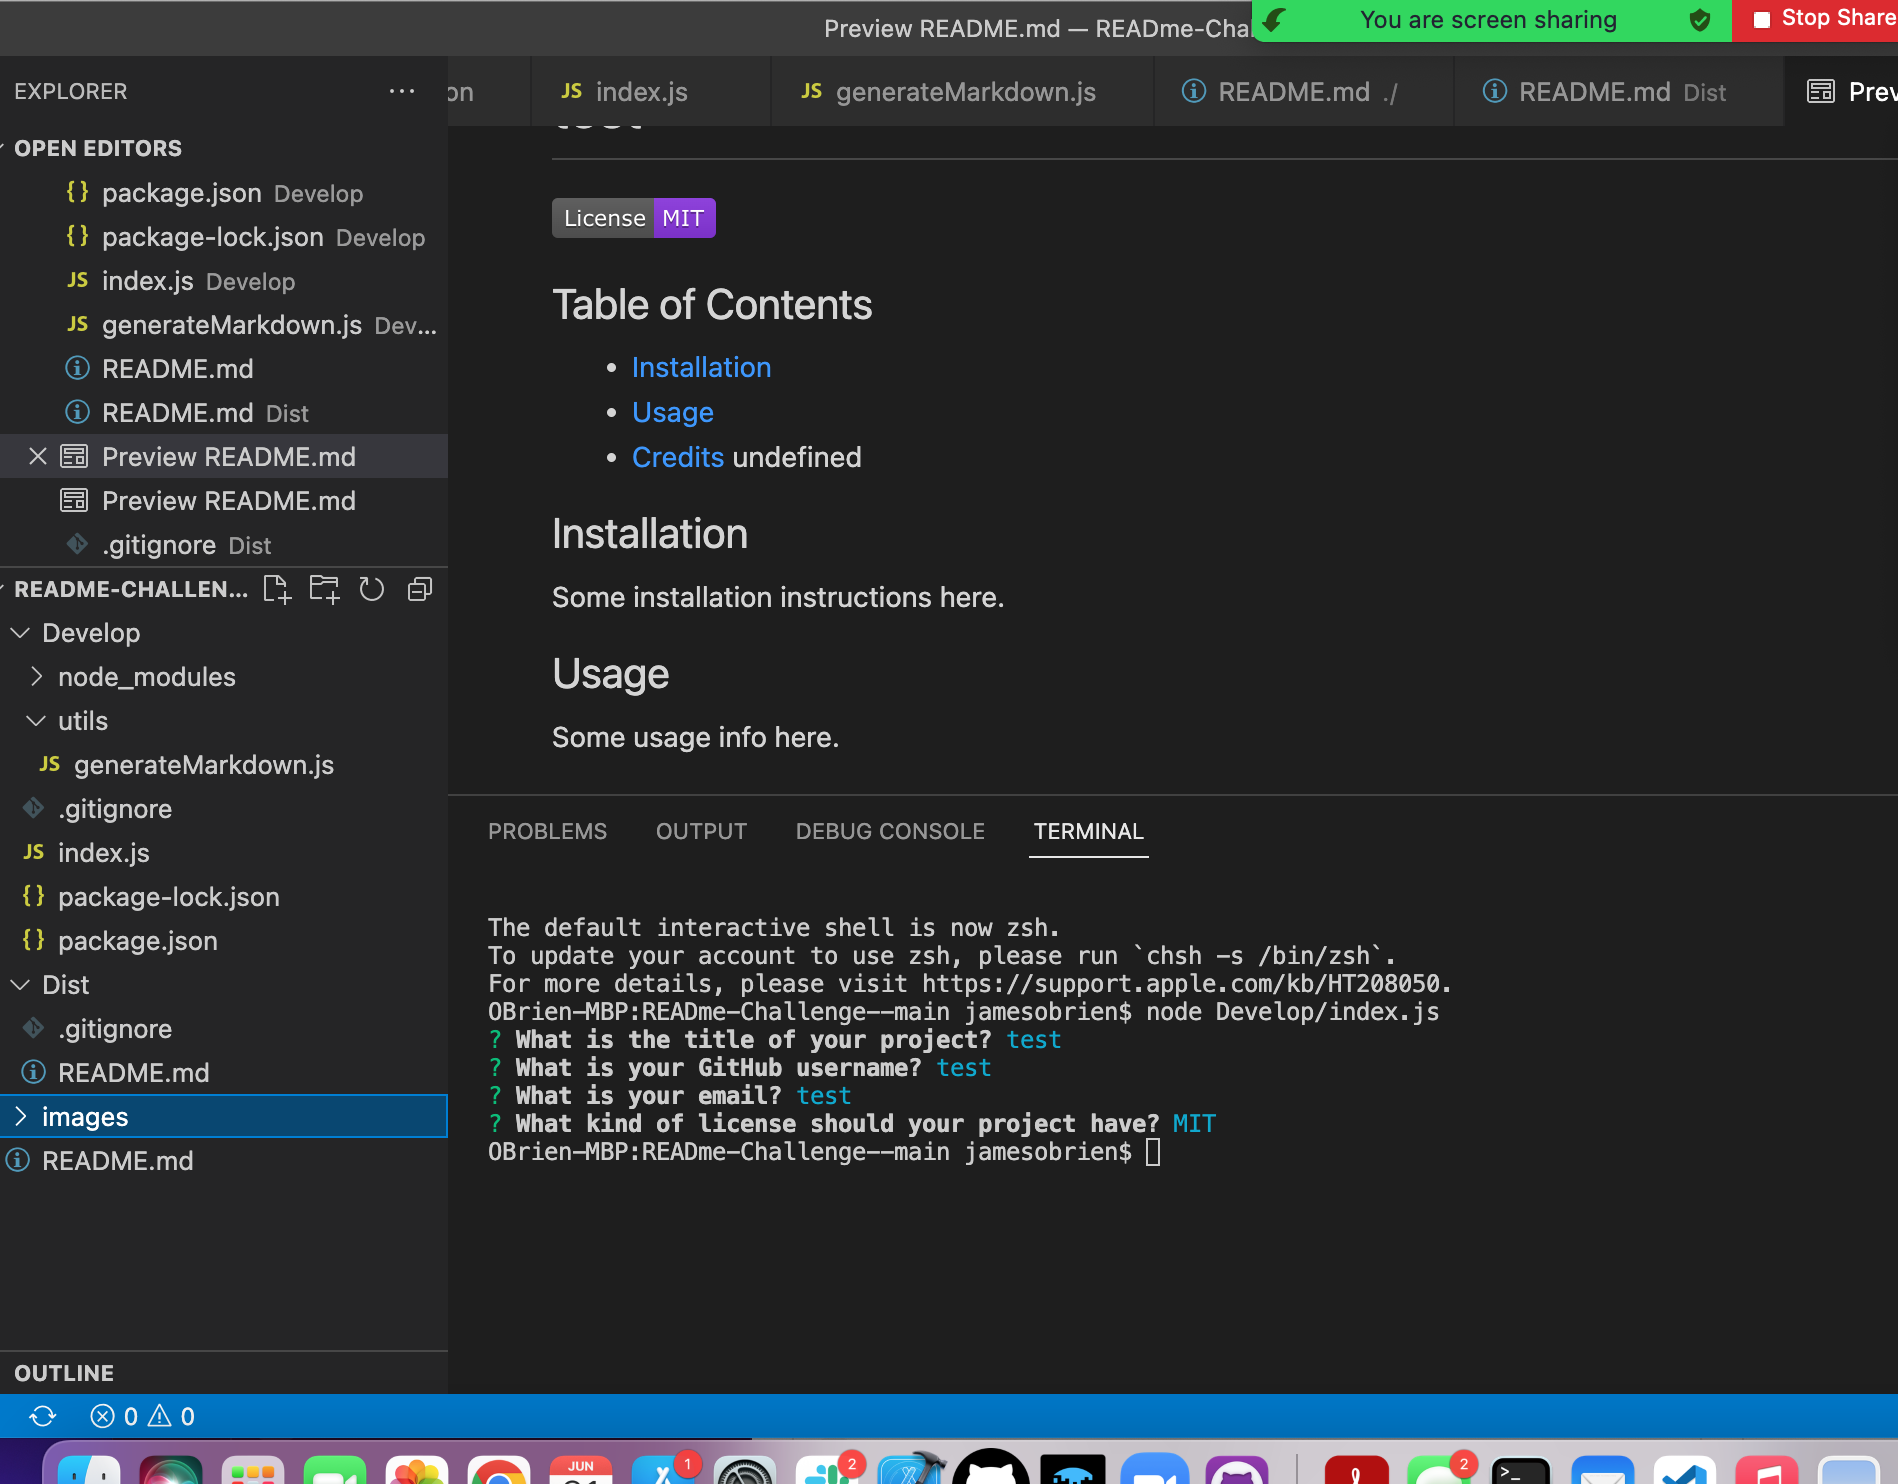 Preview README.md — READme-Cha
You are screen sharing
Stop Share
EXPLORER
on
JS index.js
JS generateMarkdown.js
README.md ./
README.md Dist
Prev
OPEN EDITORS
{} package.json Develop
{} package-lock.json Develop
JS index.js Develop
JS generateMarkdown.js Dev...
README.md
README.md Dist
Preview README.md
Preview README.md
.gitignore Dist
README-CHALLEN...
Develop
node_modules
utils
JS generateMarkdown.js
.gitignore
JS index.js
{} package-lock.json
{} package.json
Dist
.gitignore
README.md
images
README.md
OUTLINE
0 0
test
License MIT
Table of Contents
• Installation
• Usage
• Credits undefined
Installation
Some installation instructions here.
Usage
Some usage info here.
PROBLEMS OUTPUT DEBUG CONSOLE TERMINAL
The default interactive shell is now zsh.
To update your account to use zsh, please run `chsh -s /bin/zsh`.
For more details, please visit https://support.apple.com/kb/HT208050.
OBrien-MBP:READme-Challenge--main jamesobrien$ node Develop/index.js
? What is the title of your project? test
? What is your GitHub username? test
? What is your email? test
? What kind of license should your project have? MIT
OBrien-MBP:READme-Challenge--main jamesobrien$
JUN
1
2
2
>_